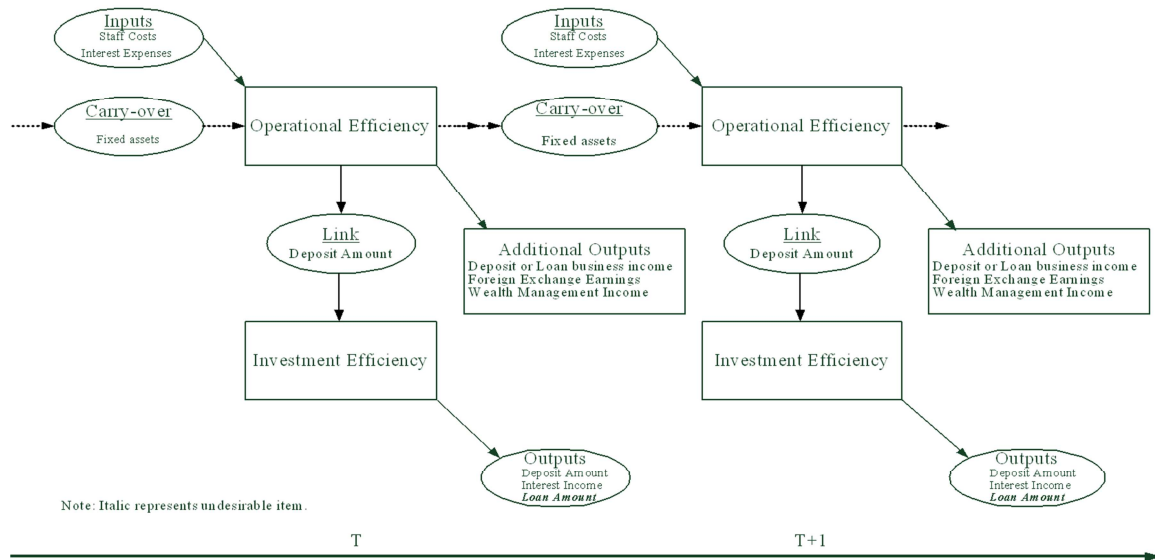 Inputs
Staff Costs
Interest Expenses
Carry-over
Fixed assets
Operational Efficiency
Link
Deposit Amount
Additional Outputs
Deposit or Loan business income
Foreign Exchange Earnings
Wealth Management Income
Investment Efficiency
Outputs
Deposit Amount
Interest Income
Loan Amount
Inputs
Staff Costs
Interest Expenses
Carry-over
Fixed assets
Operational Efficiency
Link
Deposit Amount
Additional Outputs
Deposit or Loan business income
Foreign Exchange Earnings
Wealth Management Income
Investment Efficiency
Outputs
Deposit Amount
Interest Income
Loan Amount
Note: Italic represents undesirable item.
T
T+1